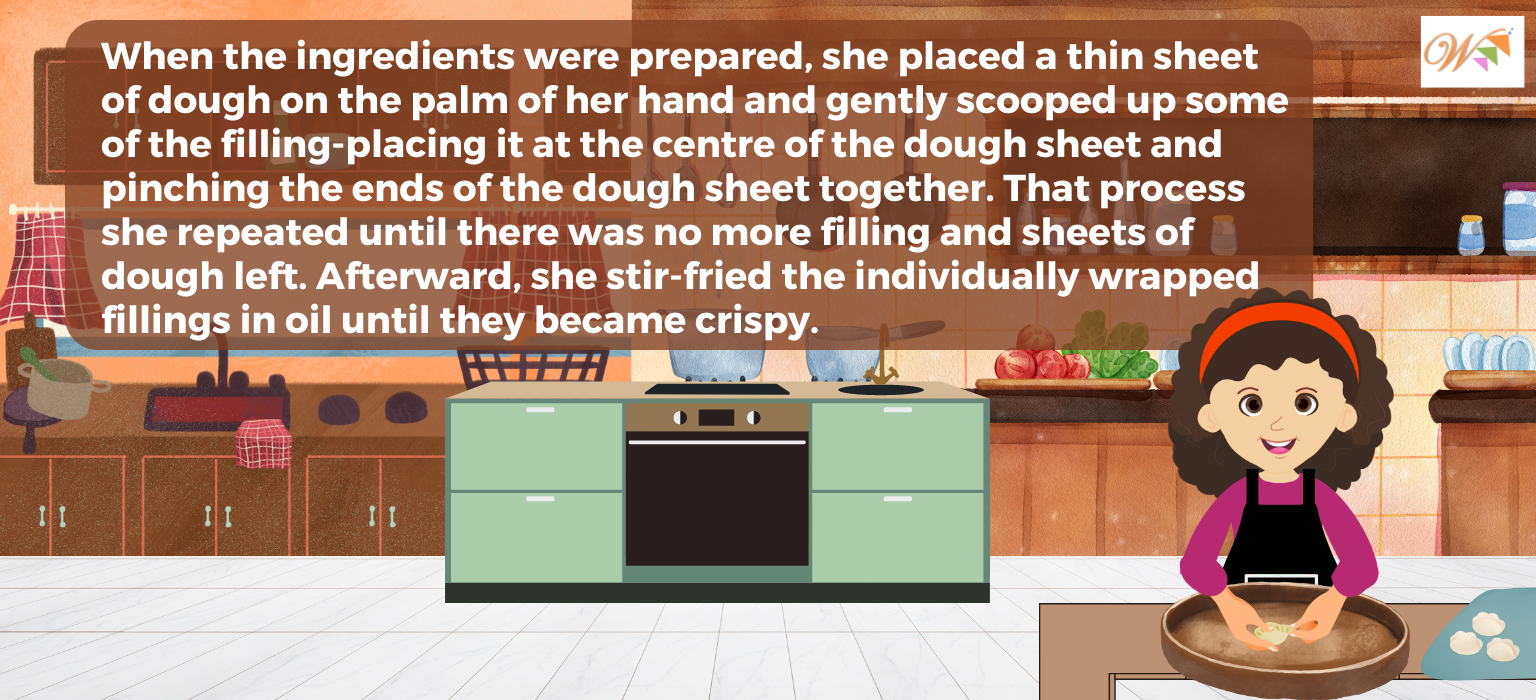 When the ingredients were prepared, she placed a thin sheet
of dough on the palm of her hand and gently scooped up some
of the filling-placing it at the centre of the dough sheet and
pinching the ends of the dough sheet together. That process
she repeated until there was no more filling and sheets of
dough left. Afterward, she stir-fried the individually wrapped
fillings in oil until they became crispy.
W